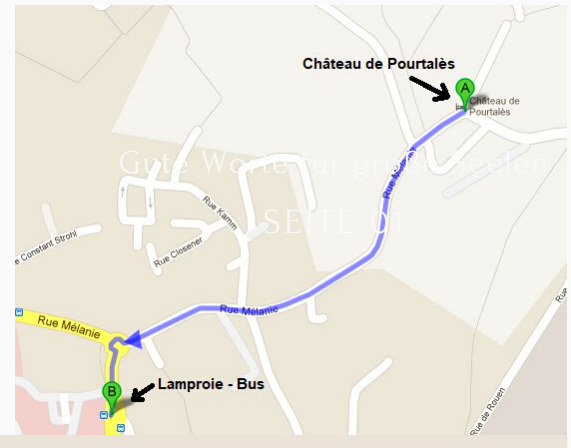 Château de Pourtalès
A
Château de
Pourtalès
Gute Worte für große Seelen
Rue Mélanie
SEITE 01
Rue Kamm
Rue Closener
e Constant Strohl
Rue Mélanie
Rue
Rue Mélanie
B
Lamproie - Bus
Rue de Rouen